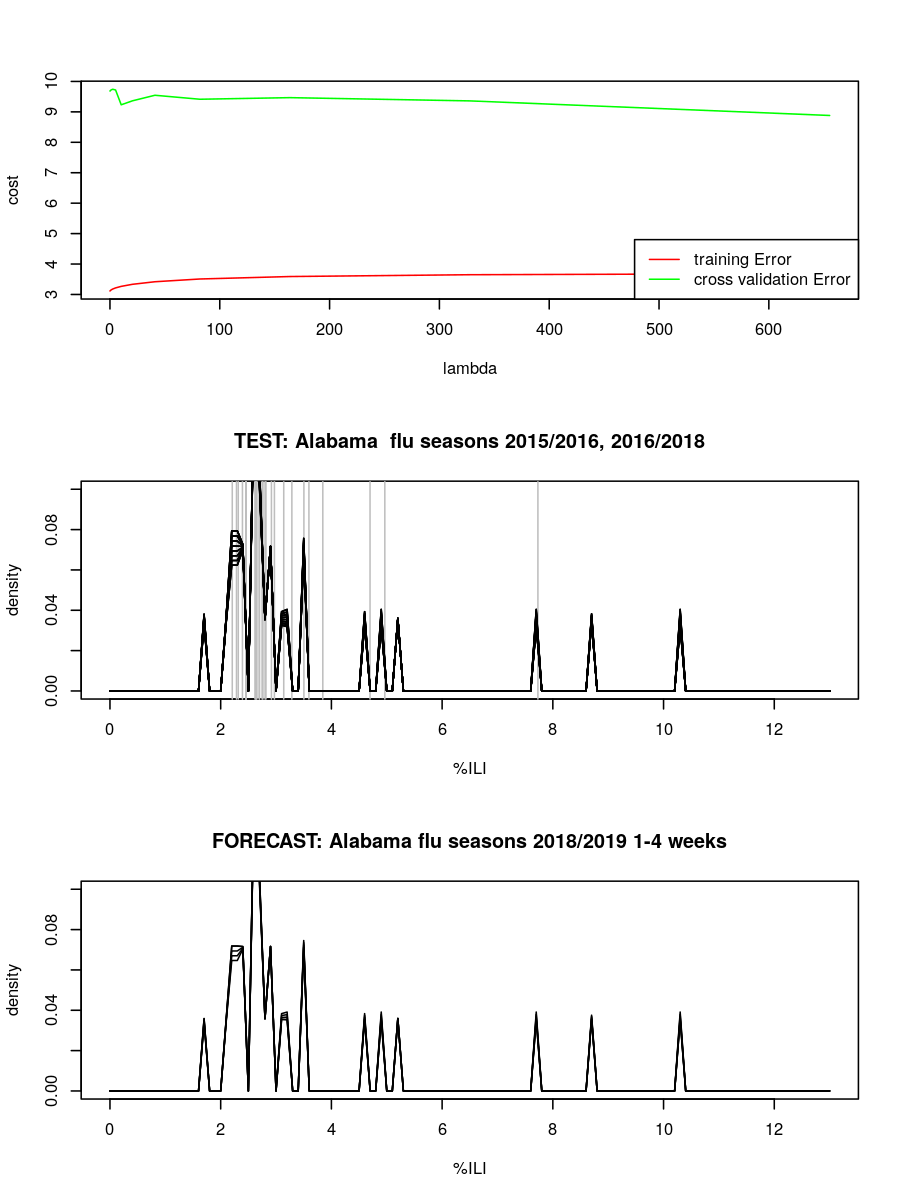 cost
10
9
8
7
6
5
4
3
training Error
cross validation Error
0 100 200 300 400 500 600
lambda
TEST: Alabama  flu seasons 2015/2016, 2016/2018
density
0.08
0.04
0.00
0 2 4 6 8 10 12
%ILI
FORECAST: Alabama flu seasons 2018/2019 1-4 weeks
density
0.08
0.04
0.00
0 2 4 6 8 10 12
%ILI